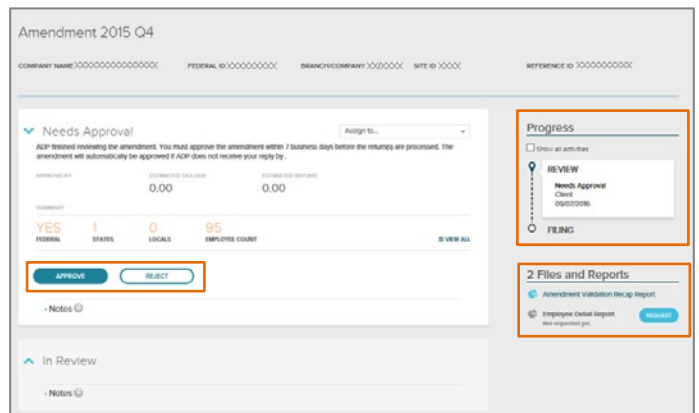 Amendment 2015 Q4
COMPANY NAME XXXXXXXXXXXXXXX FEDERAL ID XXXXXXXXX BRANCH/COMPANY XX/XXXX SITE ID XXXX REFERENCE ID XXXXXXXXXX
Needs Approval
Assign to...
ADP finished reviewing the amendment. You must approve the amendment within 7 business days before the return(s) are processed. The
amendment will automatically be approved if ADP does not receive your reply by .
APPROVE BY ESTIMATED TAX DUE ESTIMATED REFUND
0.00 0.00
SUMMARY
YES 1 0 95
FEDERAL STATES LOCALS EMPLOYEE COUNT VIEW ALL
APPROVE REJECT
Notes
In Review
Notes
Progress
Show all activities
REVIEW
Needs Approval
Client
09/07/2016
FILING
2 Files and Reports
Amendment Validation Recap Report
Employee Detail Report
Not requested yet.
REQUEST